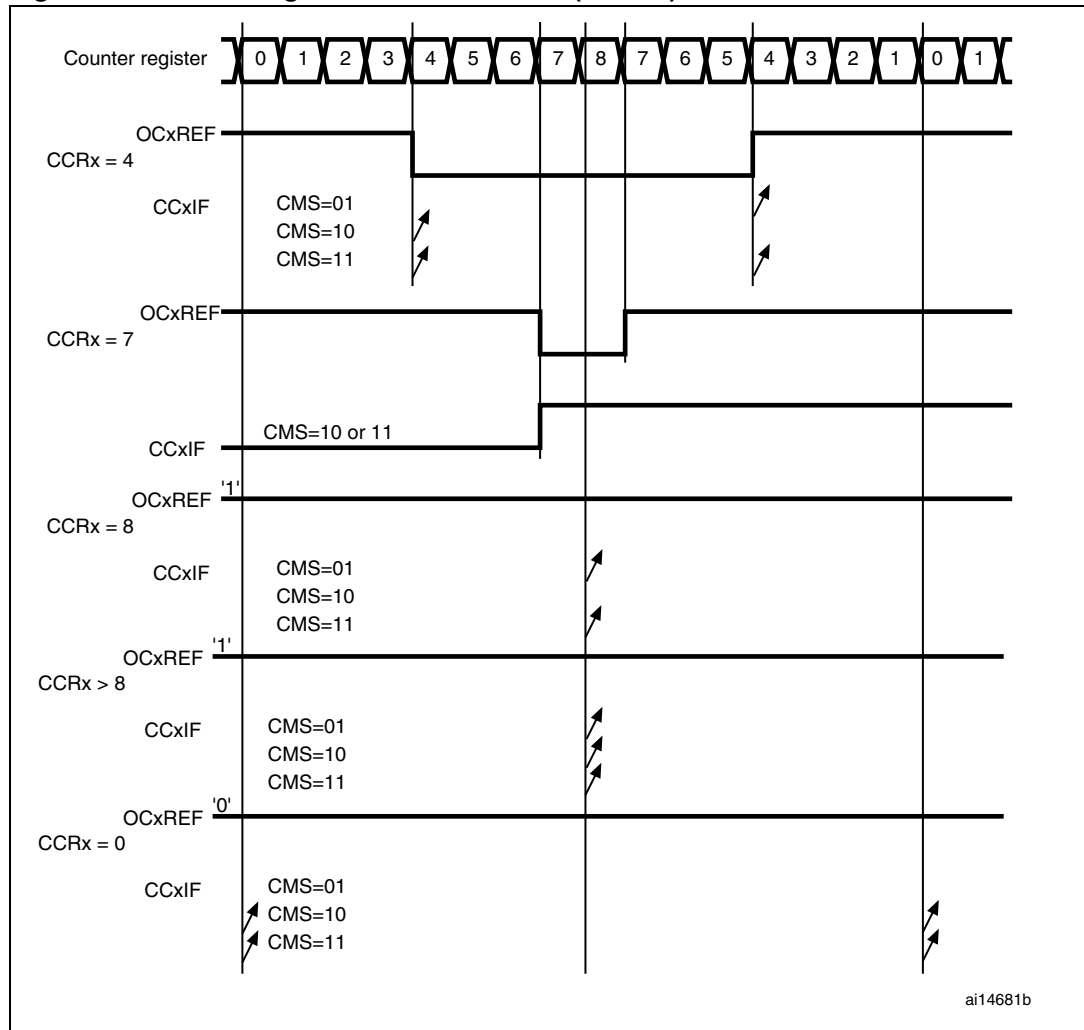 Counter register 0 1 2 3 4 5 6 7 8 7 6 5 4 3 2 1 0 1
OCxREF
CCRx = 4
CCxIF CMS=01
CMS=10
CMS=11
OCxREF
CCRx = 7
CMS=10 or 11
CCxIF
'1'
OCxREF
CCRx = 8
CCxIF CMS=01
CMS=10
CMS=11
'1'
OCxREF
CCRx > 8
CCxIF CMS=01
CMS=10
CMS=11
'0'
OCxREF
CCRx = 0
CCxIF CMS=01
CMS=10
CMS=11
ai14681b